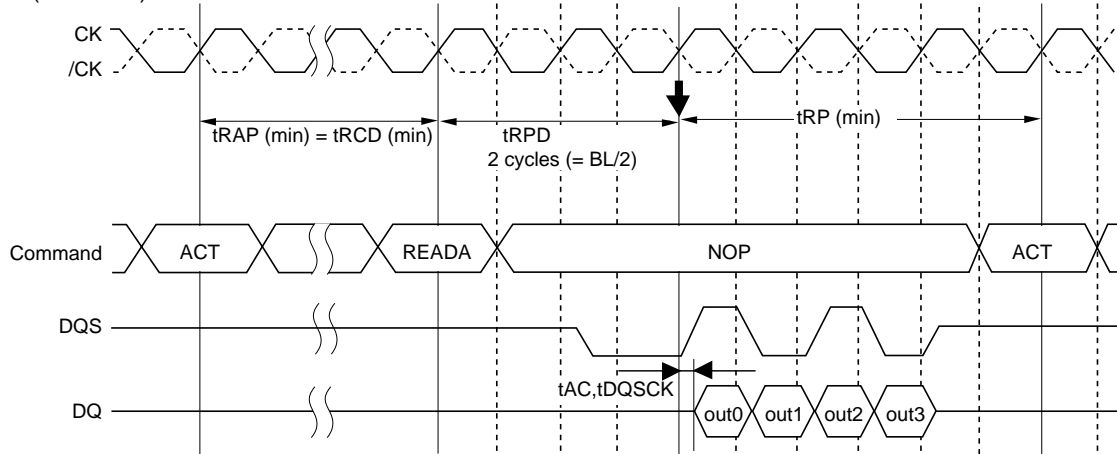 CK
/CK
tRAP (min) = tRCD (min)
tRPD
2 cycles (= BL/2)
tRP (min)
Command
ACT
READA
NOP
ACT
DQS
tAC,tDQSCK
DQ
out0
out1
out2
out3